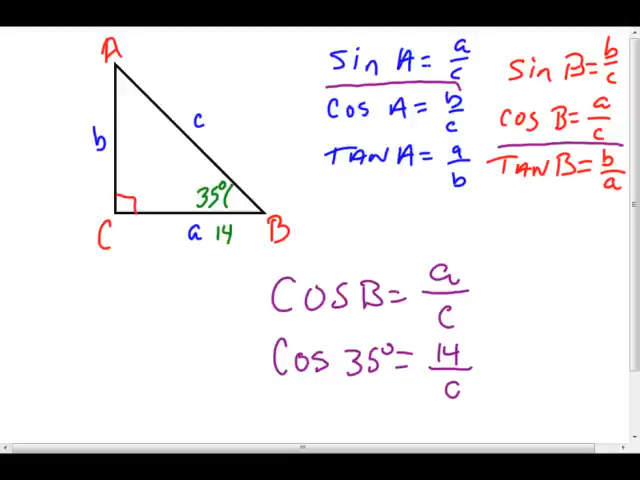 A
b
c
35°
C
a 14
B
Sin A = a/c
Cos A = b/c
TAN A = a/b
Sin B = b/c
Cos B = a/c
TAN B = b/a
COS B = a/c
Cos 35° = 14/c